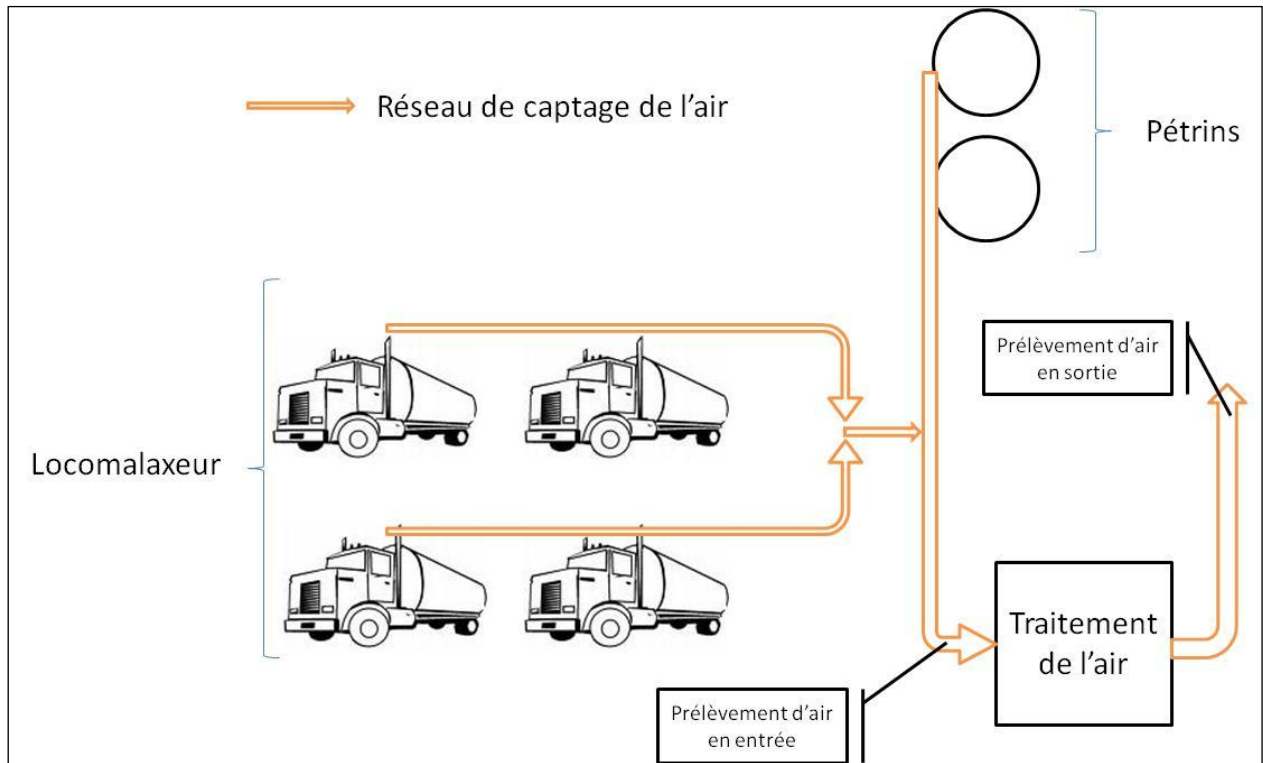 Réseau de captage de l'air
Pétrins
Prélèvement d'air
en sortie
Locomalaxeur
Traitement
de l'air
Prélèvement d'air
en entrée